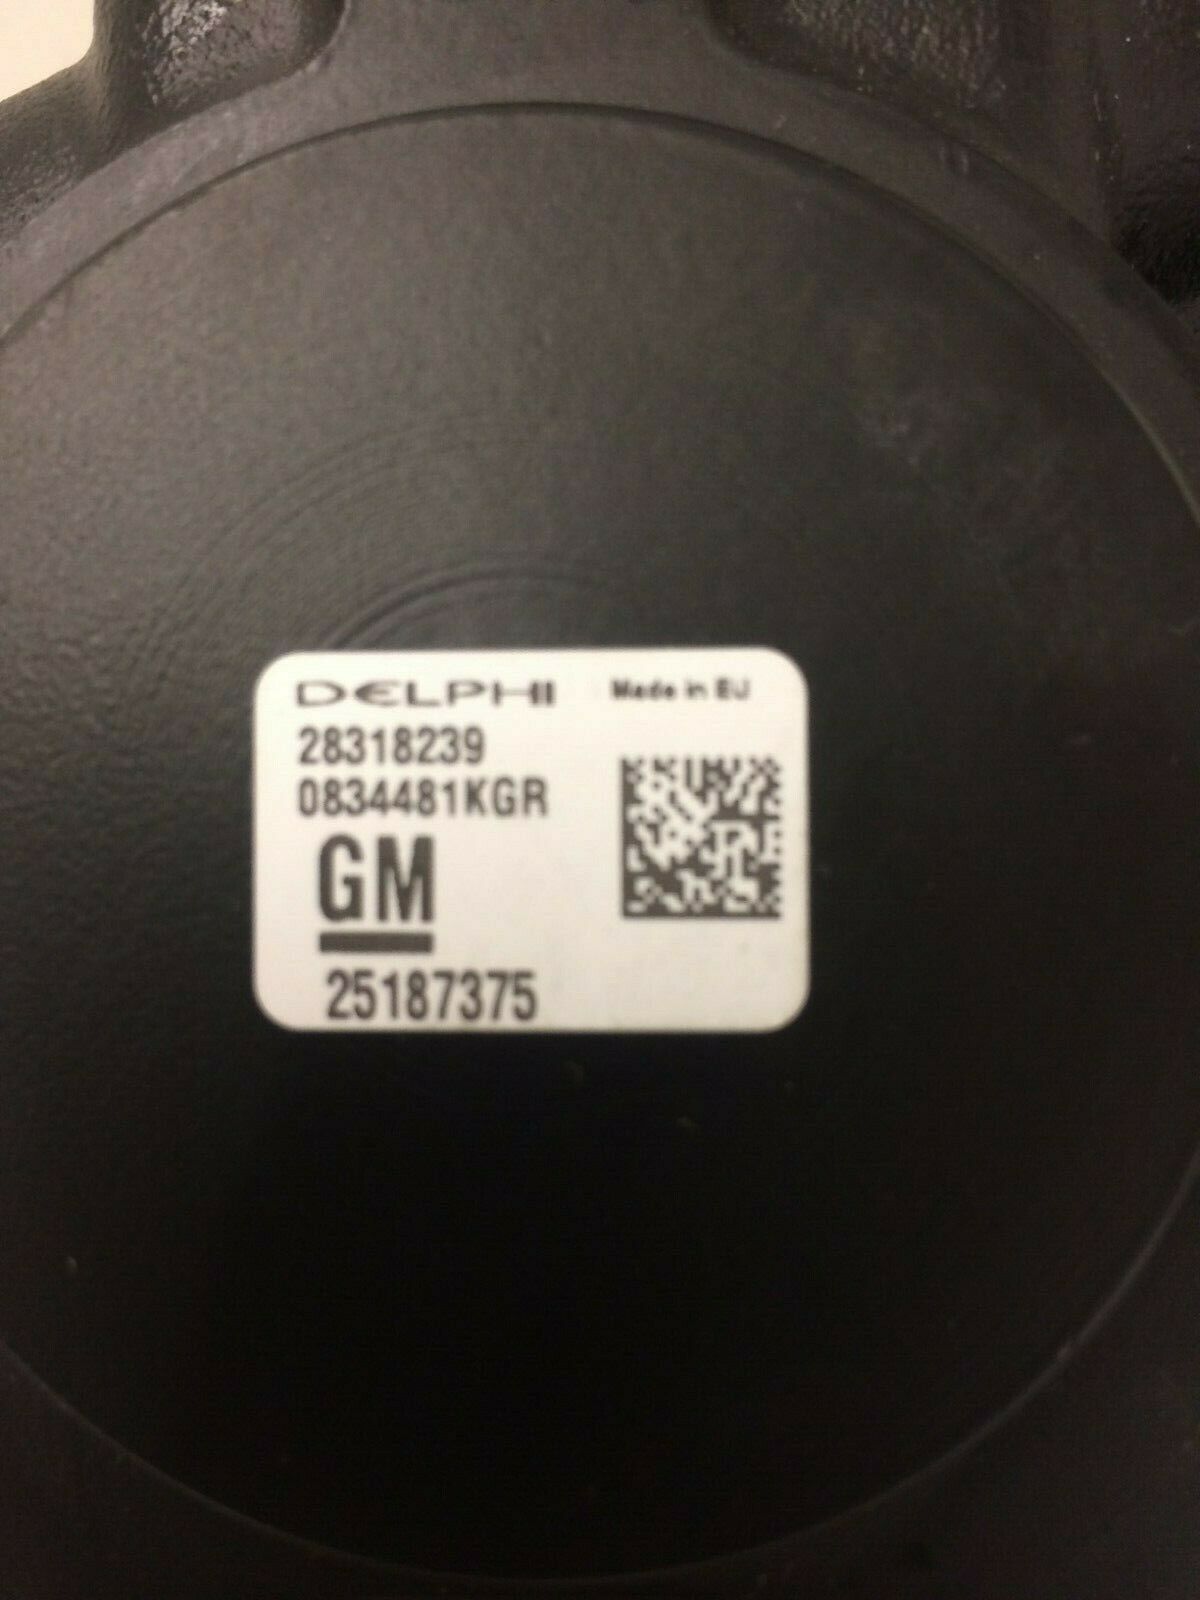 DELPHI Made in EU
28318239
0834481KGR
GM
25187375